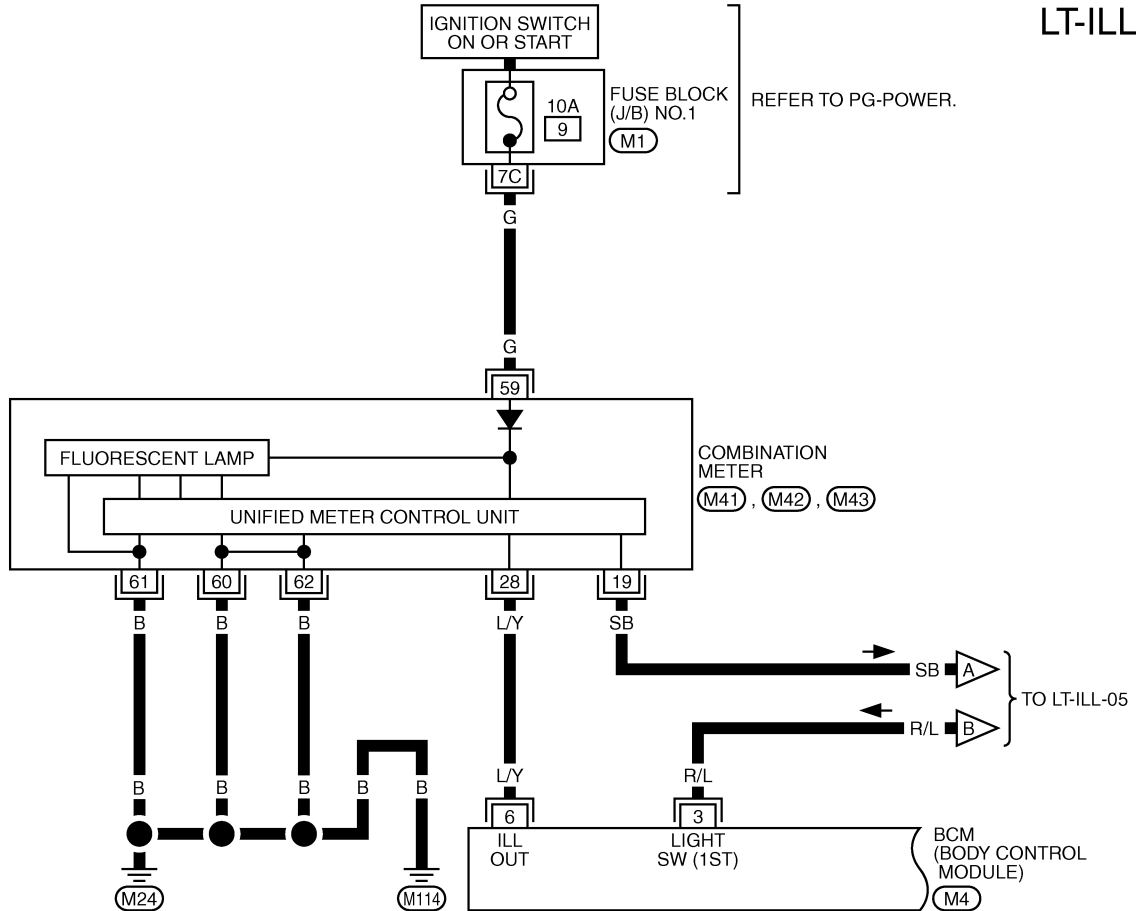 LT-ILL
IGNITION SWITCH
ON OR START
10A
9
FUSE BLOCK
(J/B) NO.1
M1
REFER TO PG-POWER.
7C
G
G
59
FLUORESCENT LAMP
UNIFIED METER CONTROL UNIT
COMBINATION
METER
M41 , M42 , M43
61 60 62 28 19
B B B L/Y SB
SB A
R/L B
TO LT-ILL-05
B B B B B L/Y R/L
6 3
ILL
OUT
LIGHT
SW (1ST)
BCM
(BODY CONTROL
MODULE)
M4
M24 M114